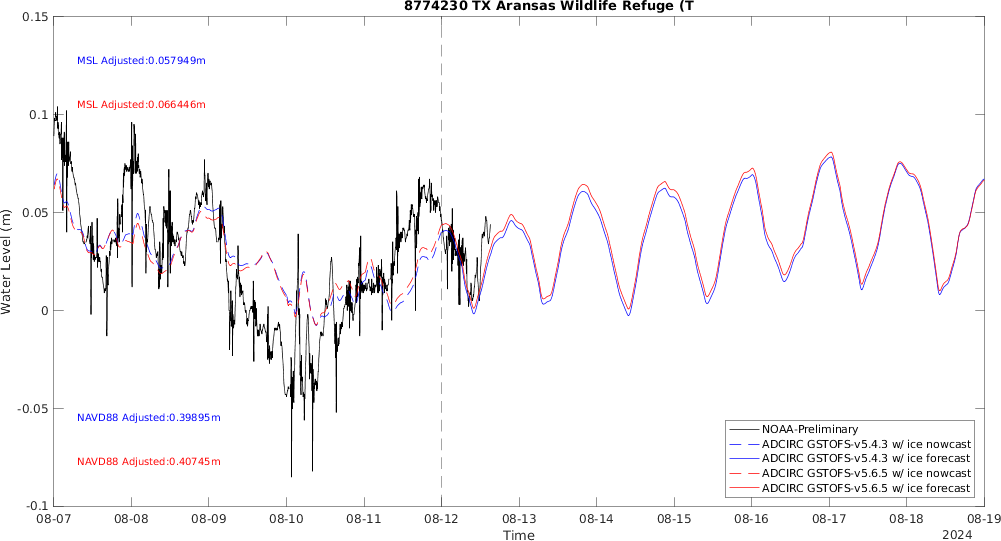 8774230 TX Aransas Wildlife Refuge (T
0.15
0.1
0.05
0
-0.05
-0.1
Water Level (m)
MSL Adjusted:0.057949m
MSL Adjusted:0.066446m
NAVD88 Adjusted:0.39895m
NAVD88 Adjusted:0.40745m
NOAA-Preliminary
ADCIRC GSTOFS-v5.4.3 w/ ice nowcast
ADCIRC GSTOFS-v5.4.3 w/ ice forecast
ADCIRC GSTOFS-v5.6.5 w/ ice nowcast
ADCIRC GSTOFS-v5.6.5 w/ ice forecast
08-07 08-08 08-09 08-10 08-11 08-12 08-13 08-14 08-15 08-16 08-17 08-18 08-19
Time
2024